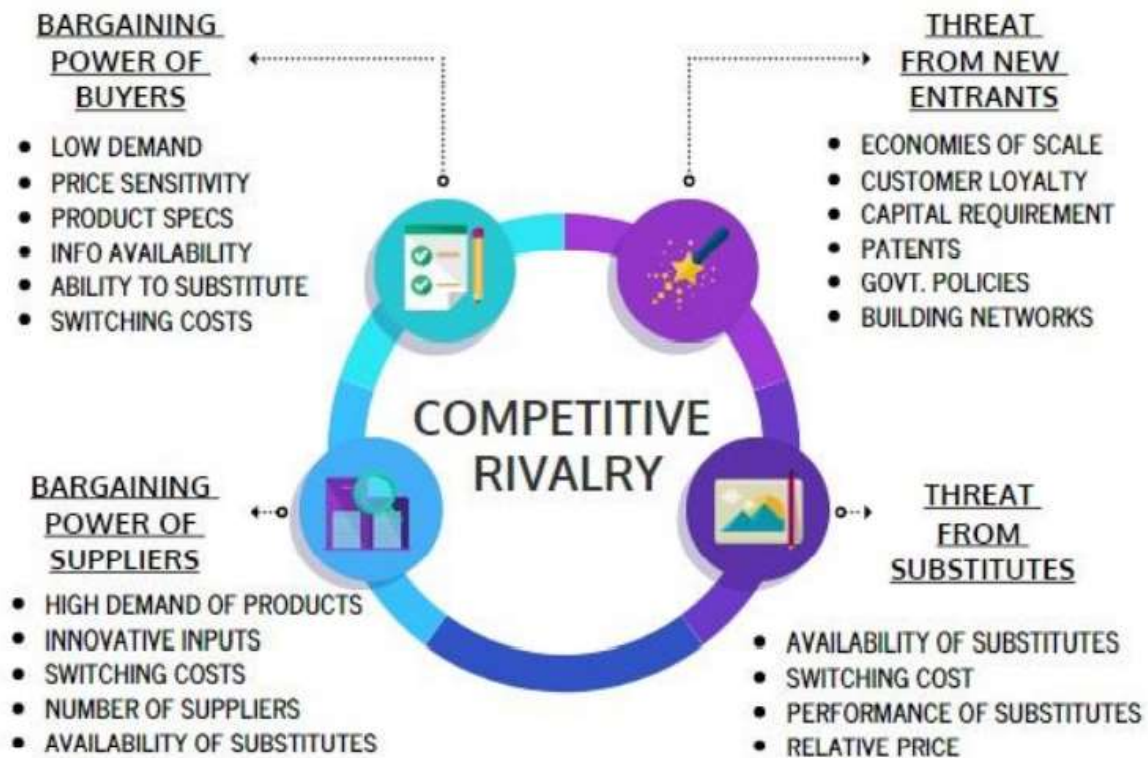 BARGAINING
POWER OF
BUYERS
• LOW DEMAND
• PRICE SENSITIVITY
• PRODUCT SPECS
• INFO AVAILABILITY
• ABILITY TO SUBSTITUTE
• SWITCHING COSTS
THREAT
FROM NEW
ENTRANTS
• ECONOMIES OF SCALE
• CUSTOMER LOYALTY
• CAPITAL REQUIREMENT
• PATENTS
• GOVT. POLICIES
• BUILDING NETWORKS
COMPETITIVE
RIVALRY
BARGAINING
POWER OF
SUPPLIERS
• HIGH DEMAND OF PRODUCTS
• INNOVATIVE INPUTS
• SWITCHING COSTS
• NUMBER OF SUPPLIERS
• AVAILABILITY OF SUBSTITUTES
THREAT
FROM
SUBSTITUTES
• AVAILABILITY OF SUBSTITUTES
• SWITCHING COST
• PERFORMANCE OF SUBSTITUTES
• RELATIVE PRICE